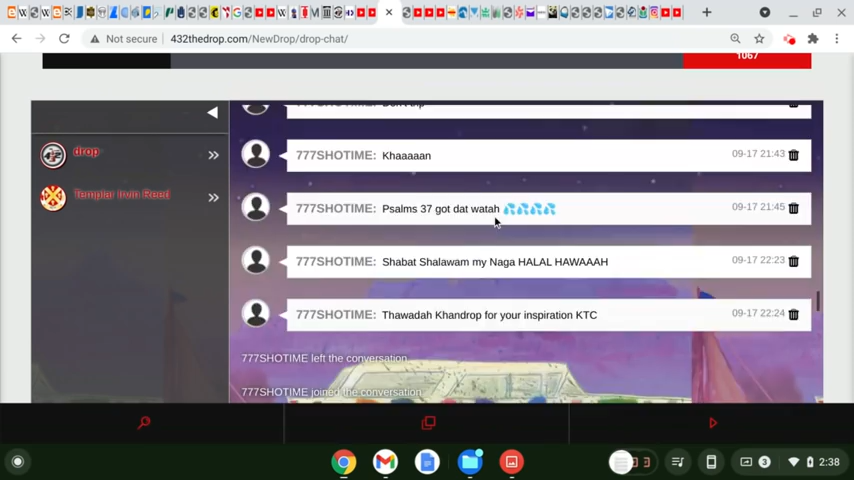 Not secure
432thedrop.com/NewDrop/drop-chat/
1067
drop
Templar Irvin Reed
777SHOTIME: Khaaaaan
09-17 21:43
777SHOTIME: Psalms 37 got dat watah 💦💦💦💦
09-17 21:45
777SHOTIME: Shabat Shalawam my Naga HALAL HAWAAAH
09-17 22:23
777SHOTIME: Thawadah Khandrop for your inspiration KTC
09-17 22:24
777SHOTIME left the conversation
777SHOTIME joined the conversation
3
2:38